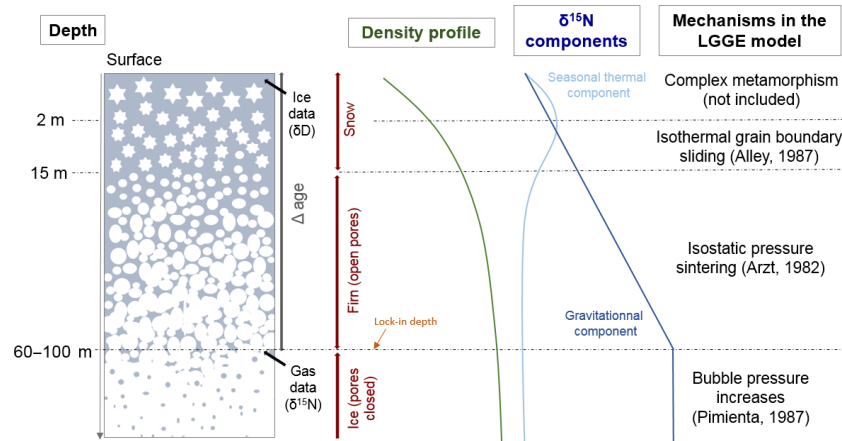 Depth
Density profile
δ¹⁵N
components
Mechanisms in the
LGGE model
Surface
Ice
data
(δD)
Seasonal thermal
component
Complex metamorphism
(not included)
2 m
Snow
Isothermal grain boundary
sliding (Alley, 1987)
15 m
Δ age
Firn (open pores)
Isostatic pressure
sintering (Arzt, 1982)
Lock-in depth
Gravitationnal
component
60–100 m
Gas
data
(δ¹⁵N)
Ice (pores
closed)
Bubble pressure
increases
(Pimienta, 1987)